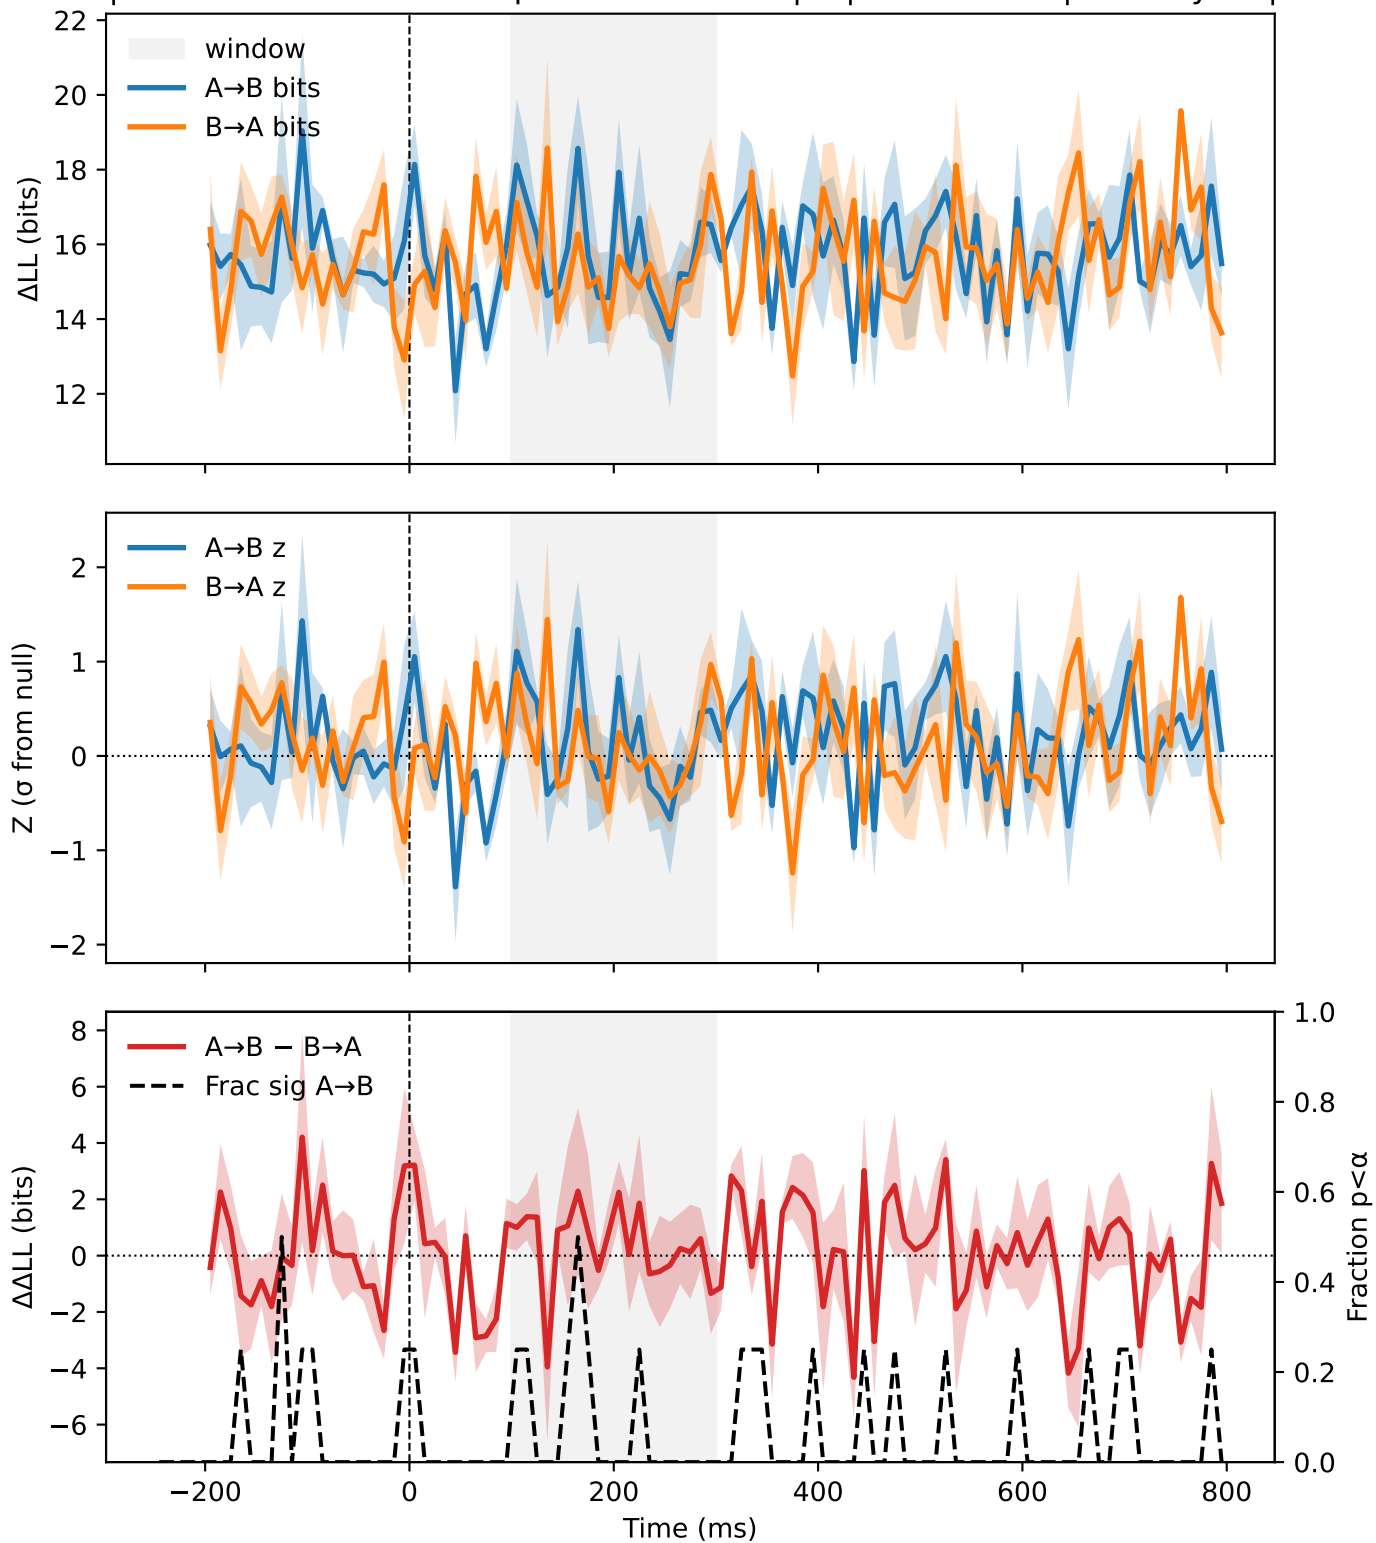 22
20
18
16
14
12
ΔLL (bits)
window
A→B bits
B→A bits
2
1
0
−1
−2
Z (σ from null)
A→B z
B→A z
8
6
4
2
0
−2
−4
−6
ΔΔLL (bits)
A→B − B→A
Frac sig A→B
1.0
0.8
0.6
0.4
0.2
0.0
Fraction p<α
−200 0 200 400 600 800
Time (ms)